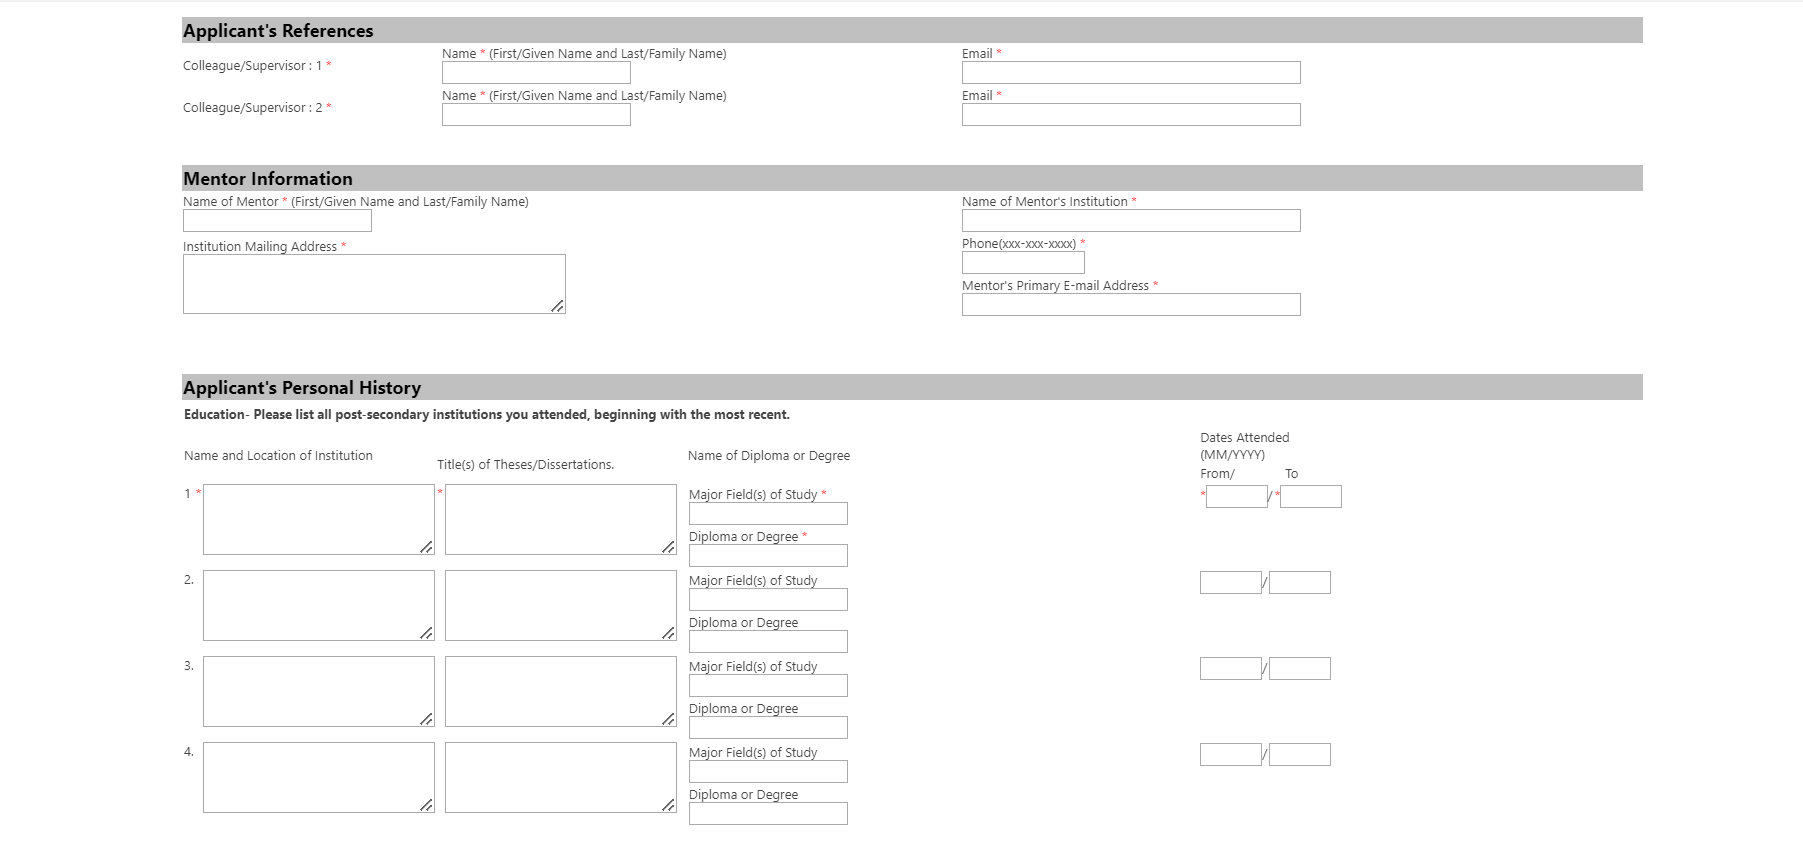 Applicant's References
Colleague/Supervisor : 1 *
Name * (First/Given Name and Last/Family Name)
Email *
Colleague/Supervisor : 2 *
Name * (First/Given Name and Last/Family Name)
Email *
Mentor Information
Name of Mentor * (First/Given Name and Last/Family Name)
Name of Mentor's Institution *
Institution Mailing Address *
Phone(xxx-xxx-xxxx) *
Mentor's Primary E-mail Address *
Applicant's Personal History
Education- Please list all post-secondary institutions you attended, beginning with the most recent.
Name and Location of Institution
Title(s) of Theses/Dissertations.
Name of Diploma or Degree
Dates Attended
(MM/YYYY)
From/ To
1 *
*
Major Field(s) of Study *
* / *
Diploma or Degree *
2.
Major Field(s) of Study
/
Diploma or Degree
3.
Major Field(s) of Study
/
Diploma or Degree
4.
Major Field(s) of Study
/
Diploma or Degree